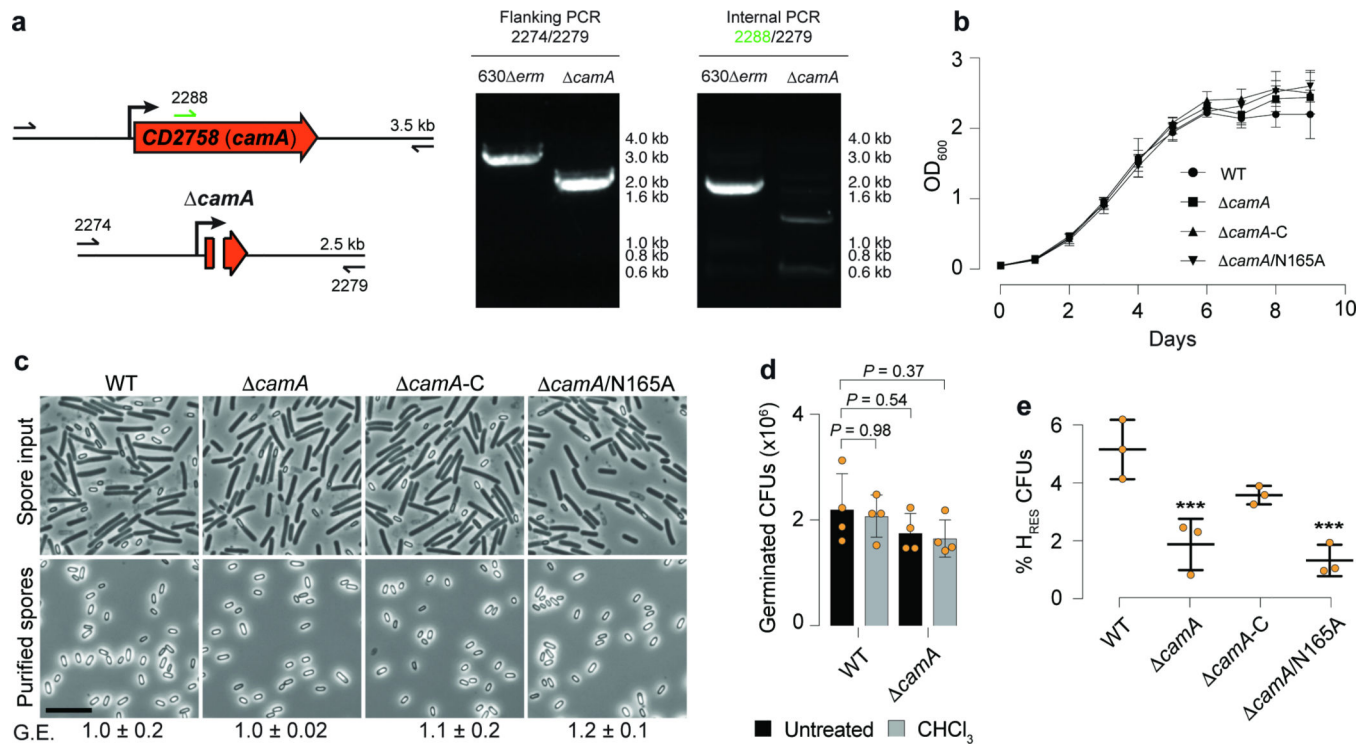 a
Flanking PCR
2274/2279
630Δerm
ΔcamA
Internal PCR
2288/2279
630Δerm
ΔcamA
2288
CD2758 (camA)
3.5 kb
ΔcamA
2274
2.5 kb
2279
4.0 kb
3.0 kb
2.0 kb
1.6 kb
1.0 kb
0.8 kb
0.6 kb
4.0 kb
3.0 kb
2.0 kb
1.6 kb
1.0 kb
0.8 kb
0.6 kb
b
3
2
1
0
OD600
0 2 4 6 8 10
Days
WT
ΔcamA
ΔcamA-C
ΔcamA/N165A
c
WT ΔcamA ΔcamA-C ΔcamA/N165A
Spore input
Purified spores
G.E. 1.0 ± 0.2 1.0 ± 0.02 1.1 ± 0.2 1.2 ± 0.1
d
P = 0.37
P = 0.54
P = 0.98
Germinated CFUs (x10⁶)
4
2
0
WT
ΔcamA
Untreated
CHCl₃
e
% HRES CFUs
6
4
2
0
***
***
WT
ΔcamA
ΔcamA-C
ΔcamA/N165A